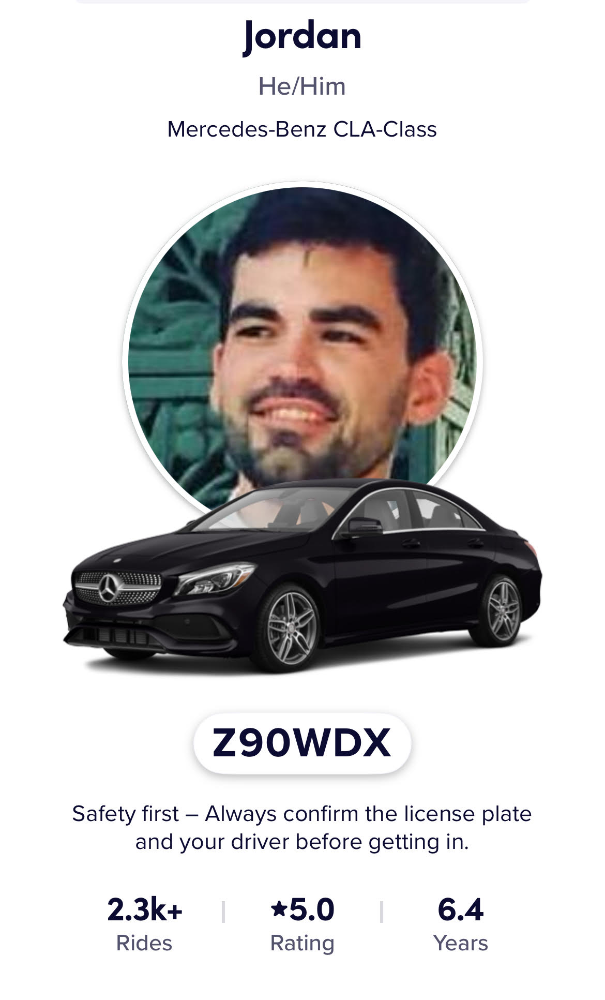 Jordan
He/Him
Mercedes-Benz CLA-Class
Z90WDX
Safety first – Always confirm the license plate
and your driver before getting in.
2.3k+ | ★5.0 | 6.4
Rides Rating Years